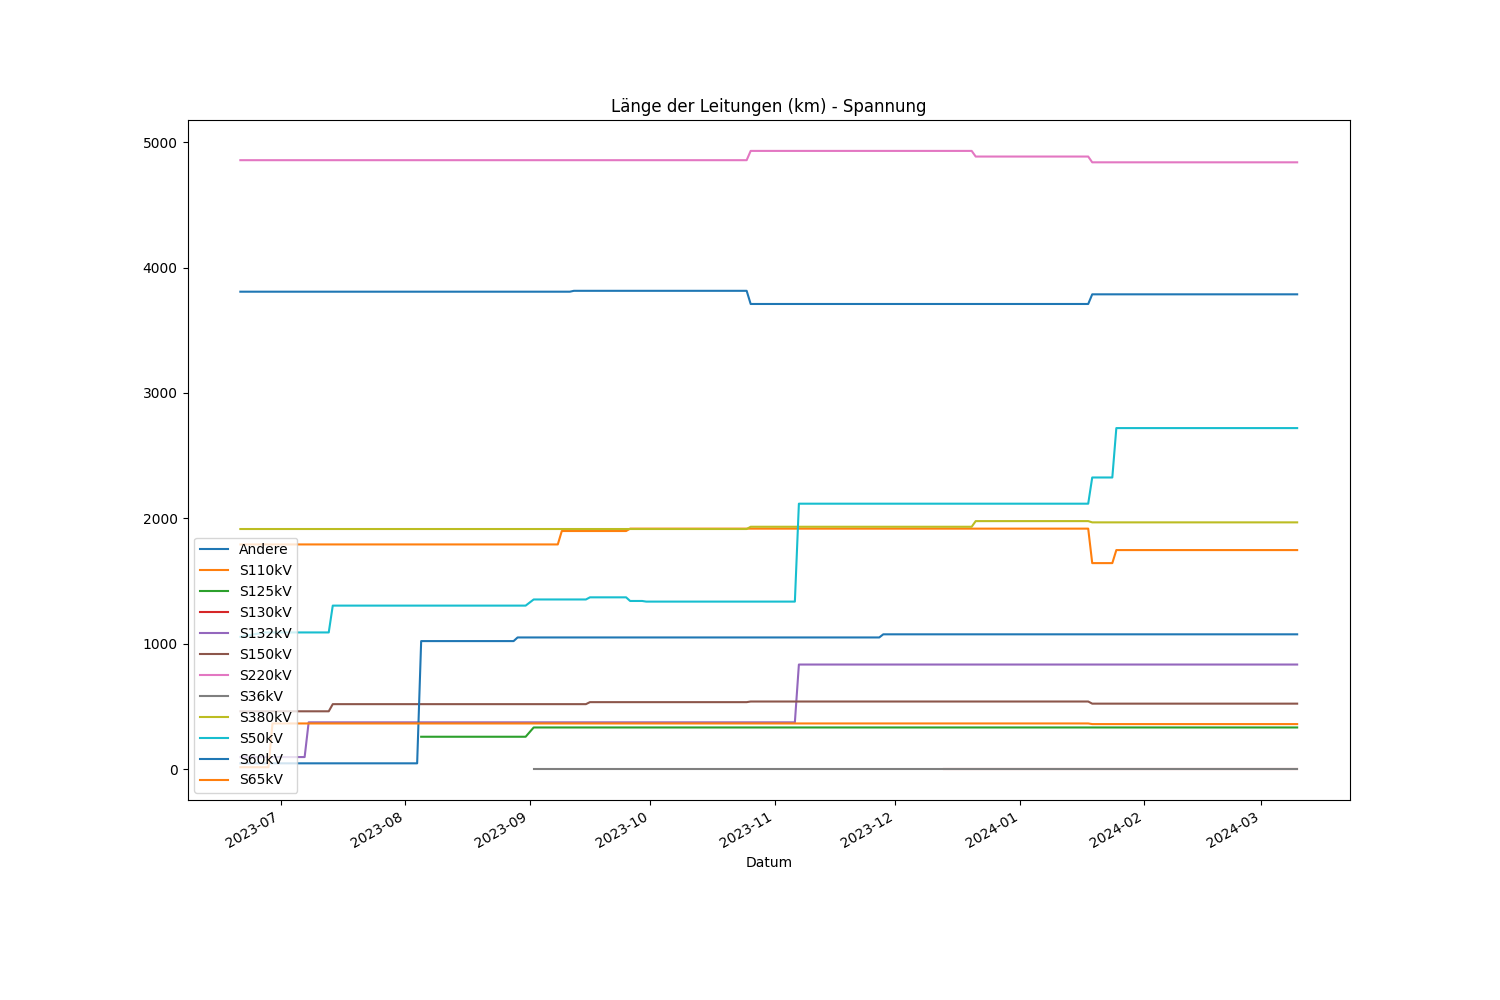 Länge der Leitungen (km) - Spannung
5000
4000
3000
2000
1000
0
Andere
S110kV
S125kV
S130kV
S132kV
S150kV
S220kV
S36kV
S380kV
S50kV
S60kV
S65kV
2023-07
2023-08
2023-09
2023-10
2023-11
2023-12
2024-01
2024-02
2024-03
Datum